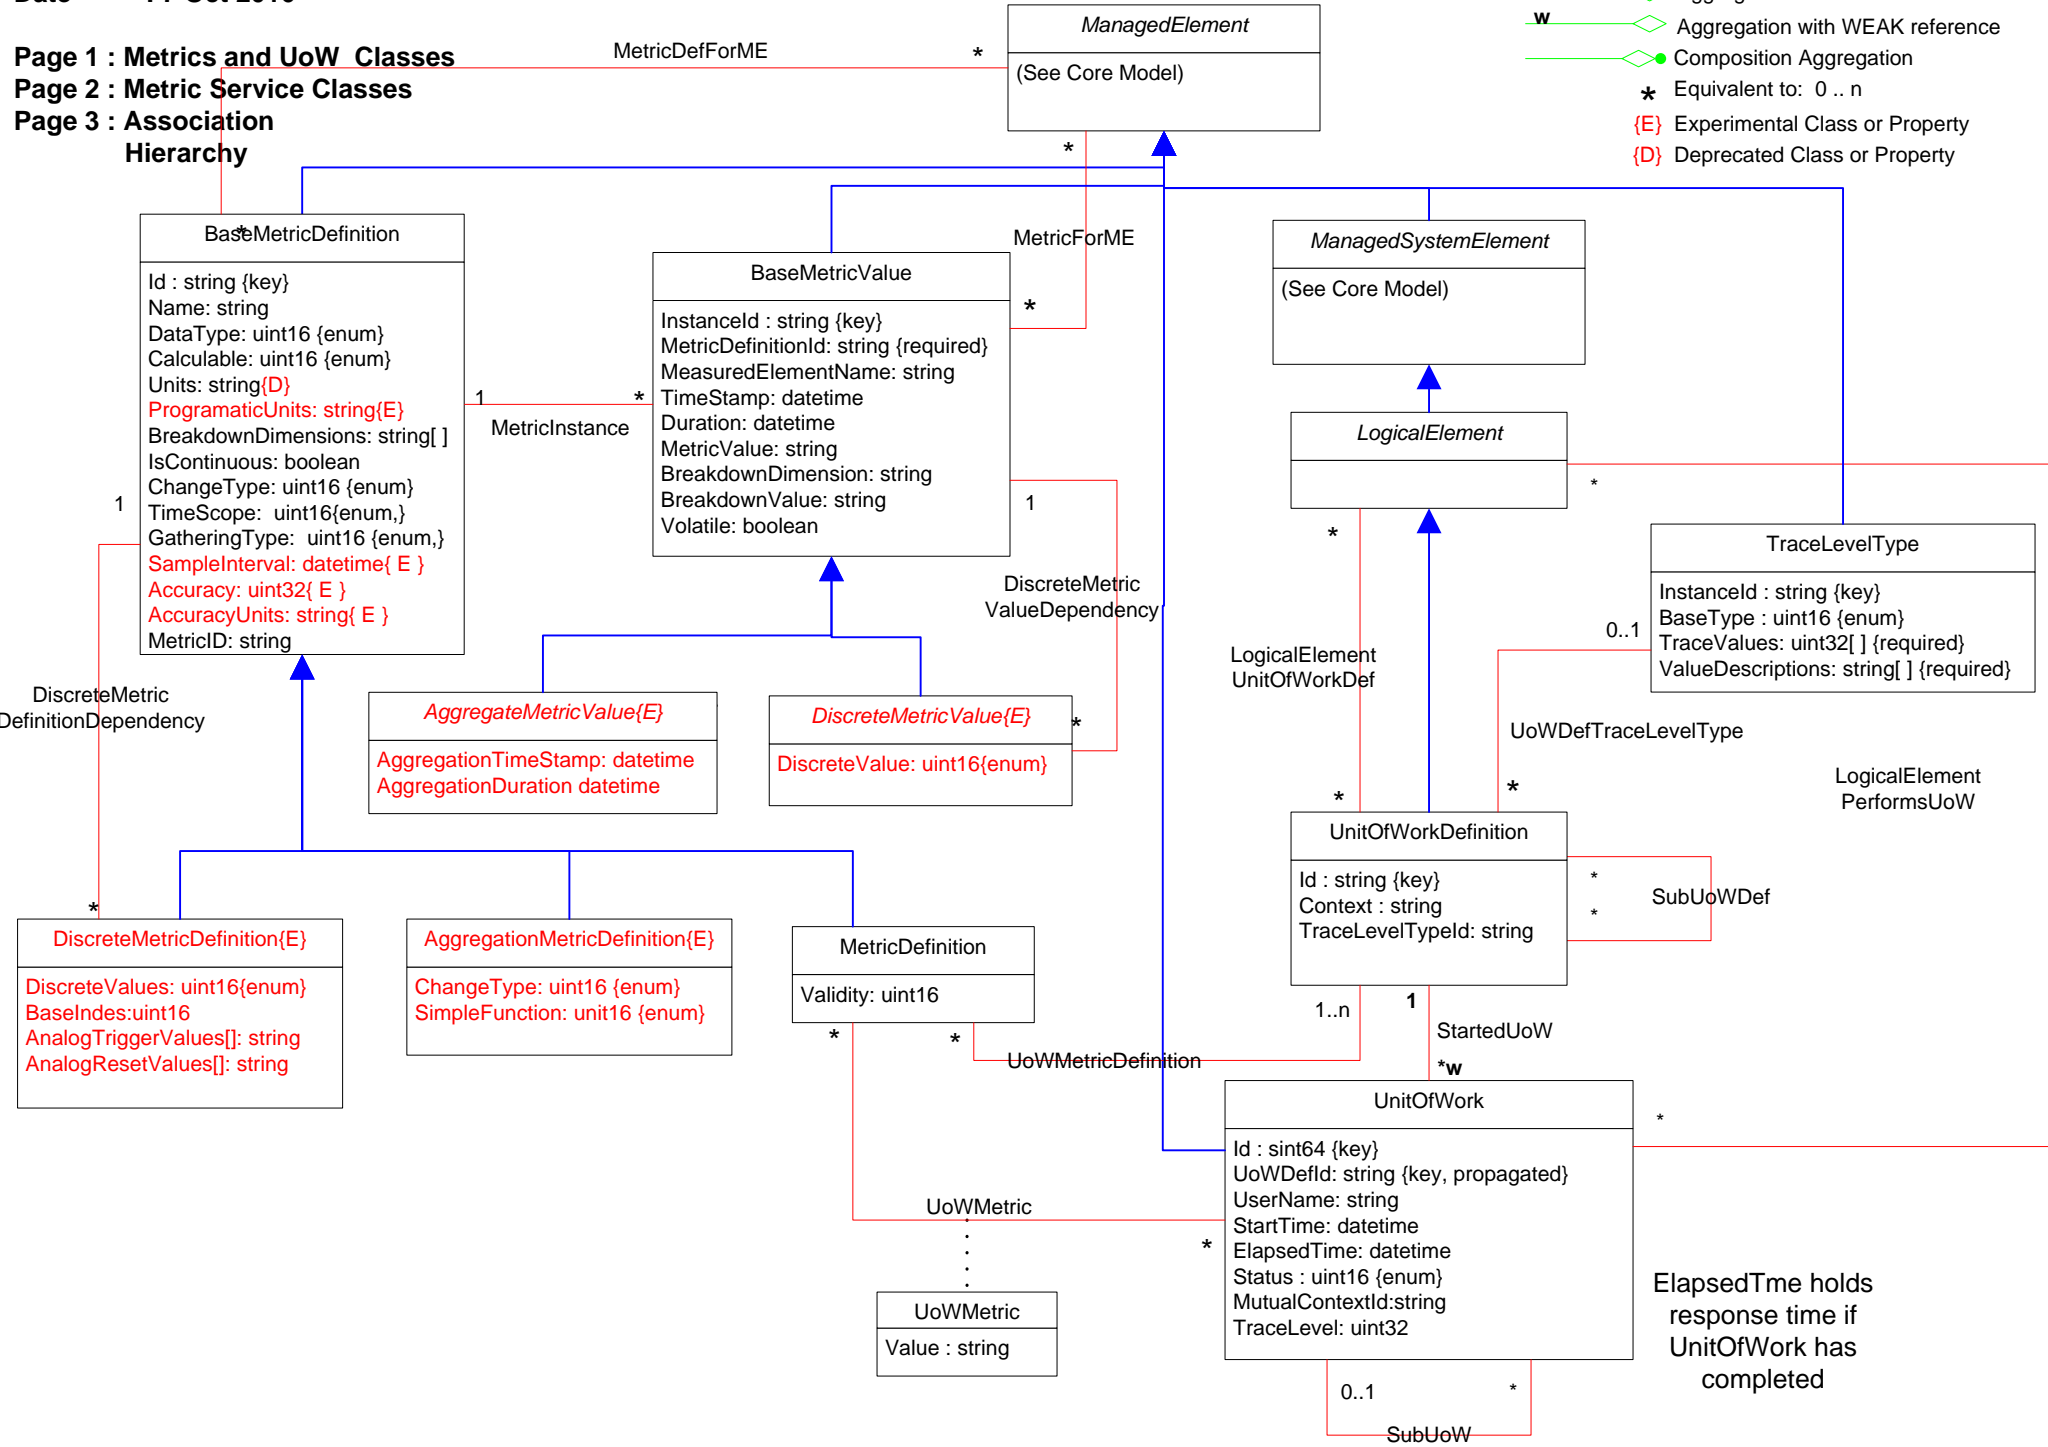 Page 1 : Metrics and UoW Classes
Page 2 : Metric Service Classes
Page 3 : Association
Hierarchy
w
Aggregation with WEAK reference
Composition Aggregation
* Equivalent to: 0 .. n
{E} Experimental Class or Property
{D} Deprecated Class or Property
ManagedElement
(See Core Model)
MetricDefForME
*
*
*
MetricForME
*
BaseMetricDefinition
Id : string {key}
Name: string
DataType: uint16 {enum}
Calculable: uint16 {enum}
Units: string{D}
ProgramaticUnits: string{E}
BreakdownDimensions: string[ ]
IsContinuous: boolean
ChangeType: uint16 {enum}
TimeScope: uint16{enum,}
GatheringType: uint16 {enum,}
SampleInterval: datetime{ E }
Accuracy: uint32{ E }
AccuracyUnits: string{ E }
MetricID: string
1
*
MetricInstance
BaseMetricValue
InstanceId : string {key}
MetricDefinitionId: string {required}
MeasuredElementName: string
TimeStamp: datetime
Duration: datetime
MetricValue: string
BreakdownDimension: string
BreakdownValue: string
Volatile: boolean
ManagedSystemElement
(See Core Model)
LogicalElement
*
*
TraceLevelType
InstanceId : string {key}
BaseType : uint16 {enum}
TraceValues: uint32[ ] {required}
ValueDescriptions: string[ ] {required}
1
DiscreteMetric
DefinitionDependency
*
1
DiscreteMetric
ValueDependency
*
AggregateMetricValue{E}
AggregationTimeStamp: datetime
AggregationDuration datetime
DiscreteMetricValue{E}
DiscreteValue: uint16{enum}
LogicalElement
UnitOfWorkDef
*
0..1
UoWDefTraceLevelType
*
LogicalElement
PerformsUoW
DiscreteMetricDefinition{E}
DiscreteValues: uint16{enum}
BaseIndes:uint16
AnalogTriggerValues[]: string
AnalogResetValues[]: string
AggregationMetricDefinition{E}
ChangeType: uint16 {enum}
SimpleFunction: unit16 {enum}
MetricDefinition
Validity: uint16
UnitOfWorkDefinition
Id : string {key}
Context : string
TraceLevelTypeId: string
*
*
SubUoWDef
*
*
1..n
UoWMetricDefinition
1
StartedUoW
*w
UnitOfWork
Id : sint64 {key}
UoWDefId: string {key, propagated}
UserName: string
StartTime: datetime
ElapsedTime: datetime
Status : uint16 {enum}
MutualContextId:string
TraceLevel: uint32
*
UoWMetric
*
UoWMetric
Value : string
ElapsedTme holds
response time if
UnitOfWork has
completed
0..1
*
SubUoW